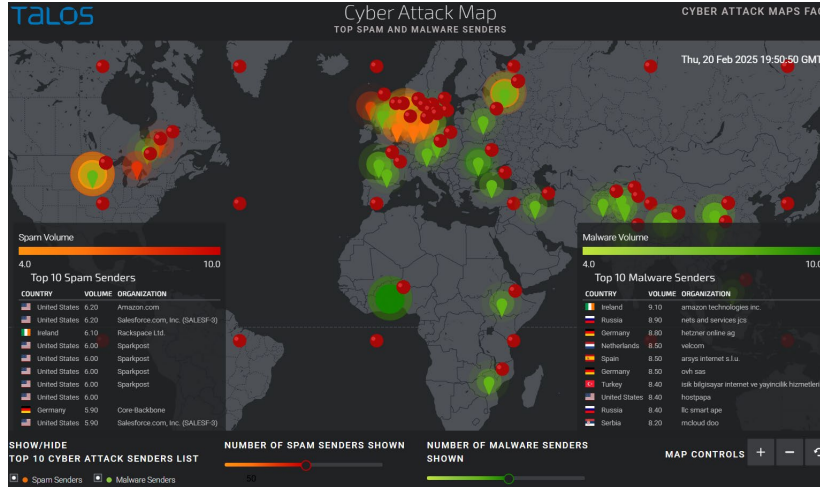 TALOS
Cyber Attack Map
TOP SPAM AND MALWARE SENDERS
CYBER ATTACK MAPS FAQ
Thu, 20 Feb 2025 19:50:50 GMT
Spam Volume
4.0 10.0
Top 10 Spam Senders
COUNTRY VOLUME ORGANIZATION
United States 6.20 Amazon.com
United States 6.20 Salesforce.com, Inc. (SALESF-3)
Ireland 6.10 Rackspace Ltd.
United States 6.00 Sparkpost
United States 6.00 Sparkpost
United States 6.00 Sparkpost
United States 6.00 Sparkpost
United States 6.00
Germany 5.90 Core-Backbone
United States 5.90 Salesforce.com, Inc. (SALESF-3)
Malware Volume
4.0 10.0
Top 10 Malware Senders
COUNTRY VOLUME ORGANIZATION
Ireland 9.10 amazon technologies inc.
Russia 8.90 nets and services jcs
Germany 8.80 hetzner online ag
Netherlands 8.50 velcom
Spain 8.50 arsys internet s.l.u.
Germany 8.50 ovh sas
Turkey 8.40 isik bilgisayar internet ve yayincilik hizmetleri
United States 8.40 hostpapa
Russia 8.40 llc smart ape
Serbia 8.20 mcloud doo
SHOW/HIDE
TOP 10 CYBER ATTACK SENDERS LIST
Spam Senders Malware Senders
NUMBER OF SPAM SENDERS SHOWN
50
NUMBER OF MALWARE SENDERS
SHOWN
MAP CONTROLS + −